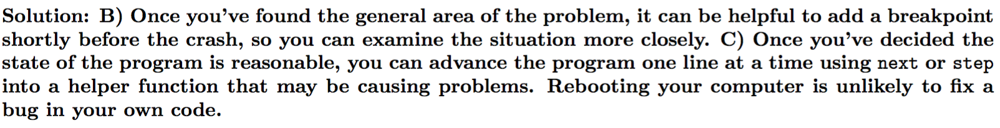 Solution: B) Once you've found the general area of the problem, it can be helpful to add a breakpoint
shortly before the crash, so you can examine the situation more closely. C) Once you've decided the
state of the program is reasonable, you can advance the program one line at a time using next or step
into a helper function that may be causing problems. Rebooting your computer is unlikely to fix a
bug in your own code.